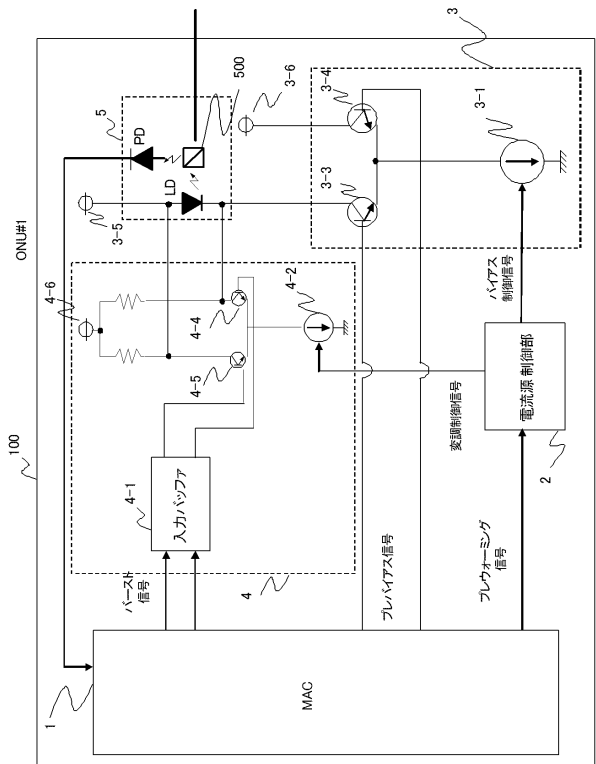 ONU#1
100
1
MAC
バースト
信号
4-1
入力バッファ
4
4-6
4-5
4-4
4-2
5
PD
LD
500
3-5
3-6
3
3-3
3-4
3-1
プレバイアス信号
変調制御信号
バイアス
制御信号
プレウォーミング
信号
電流源 制御部
2